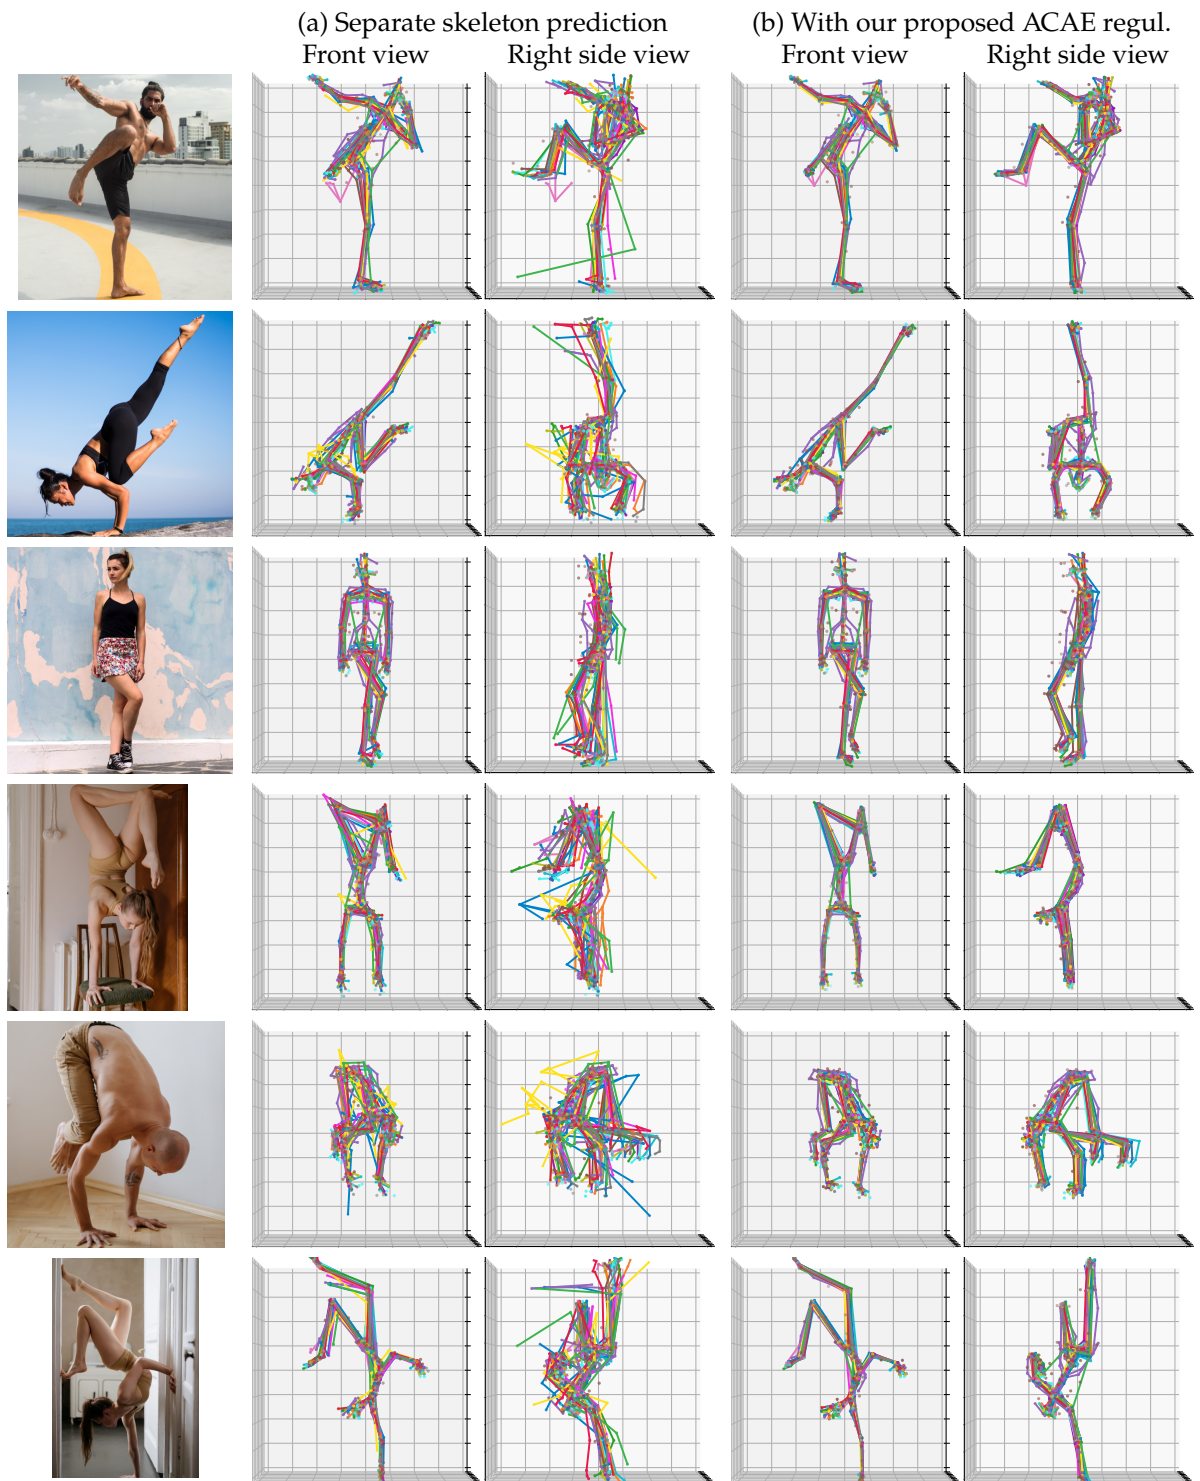 (a) Separate skeleton prediction
(b) With our proposed ACAE regul.
Front view
Right side view
Front view
Right side view